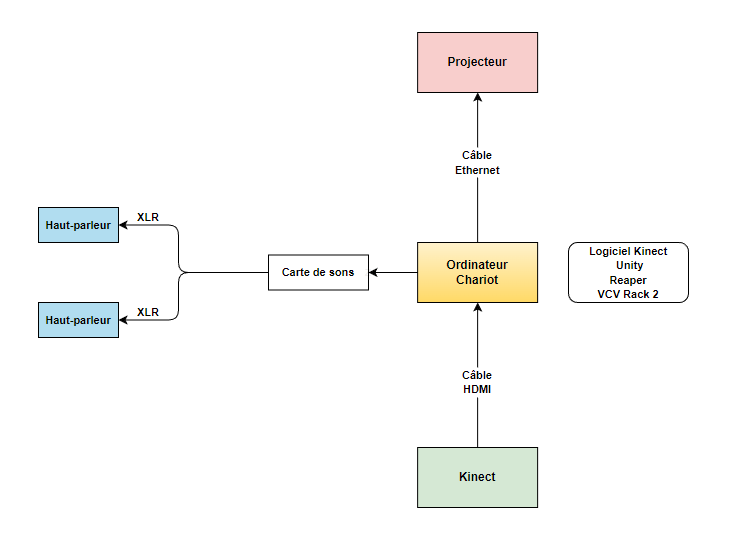 Projecteur
Câble
Ethernet
Haut-parleur
XLR
Carte de sons
Ordinateur
Chariot
Logiciel Kinect
Unity
Reaper
VCV Rack 2
Haut-parleur
XLR
Câble
HDMI
Kinect